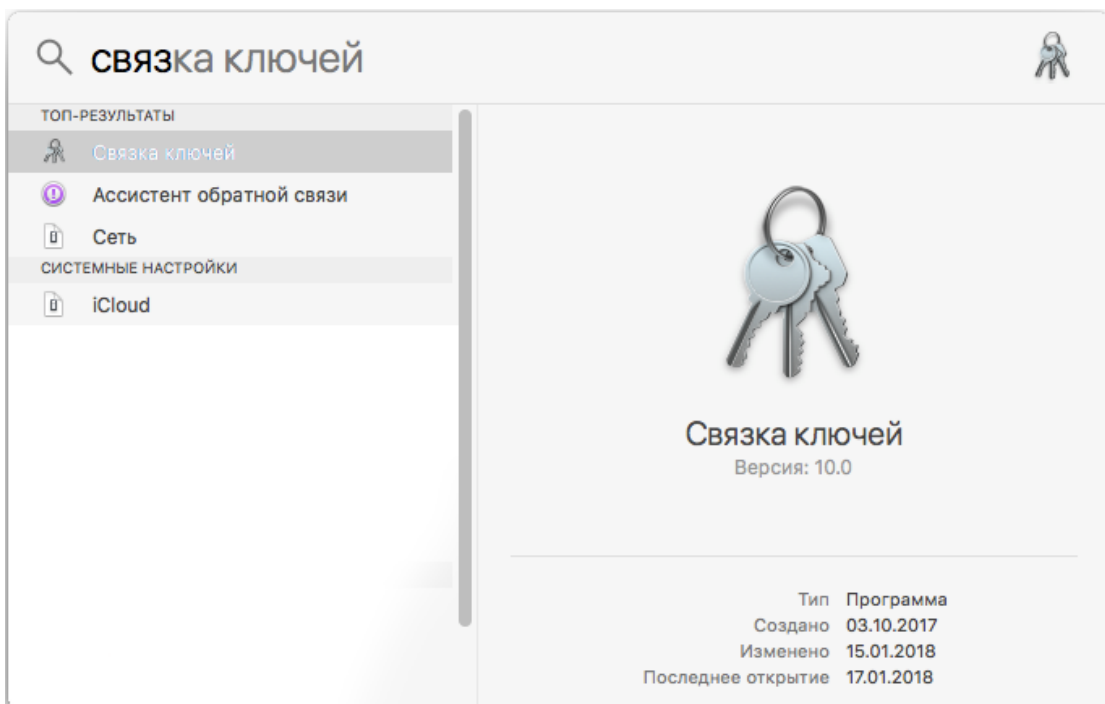 связка ключей
ТОП-РЕЗУЛЬТАТЫ
Связка ключей
Ассистент обратной связи
Сеть
СИСТЕМНЫЕ НАСТРОЙКИ
iCloud
Связка ключей
Версия: 10.0
Тип Программа
Создано 03.10.2017
Изменено 15.01.2018
Последнее открытие 17.01.2018